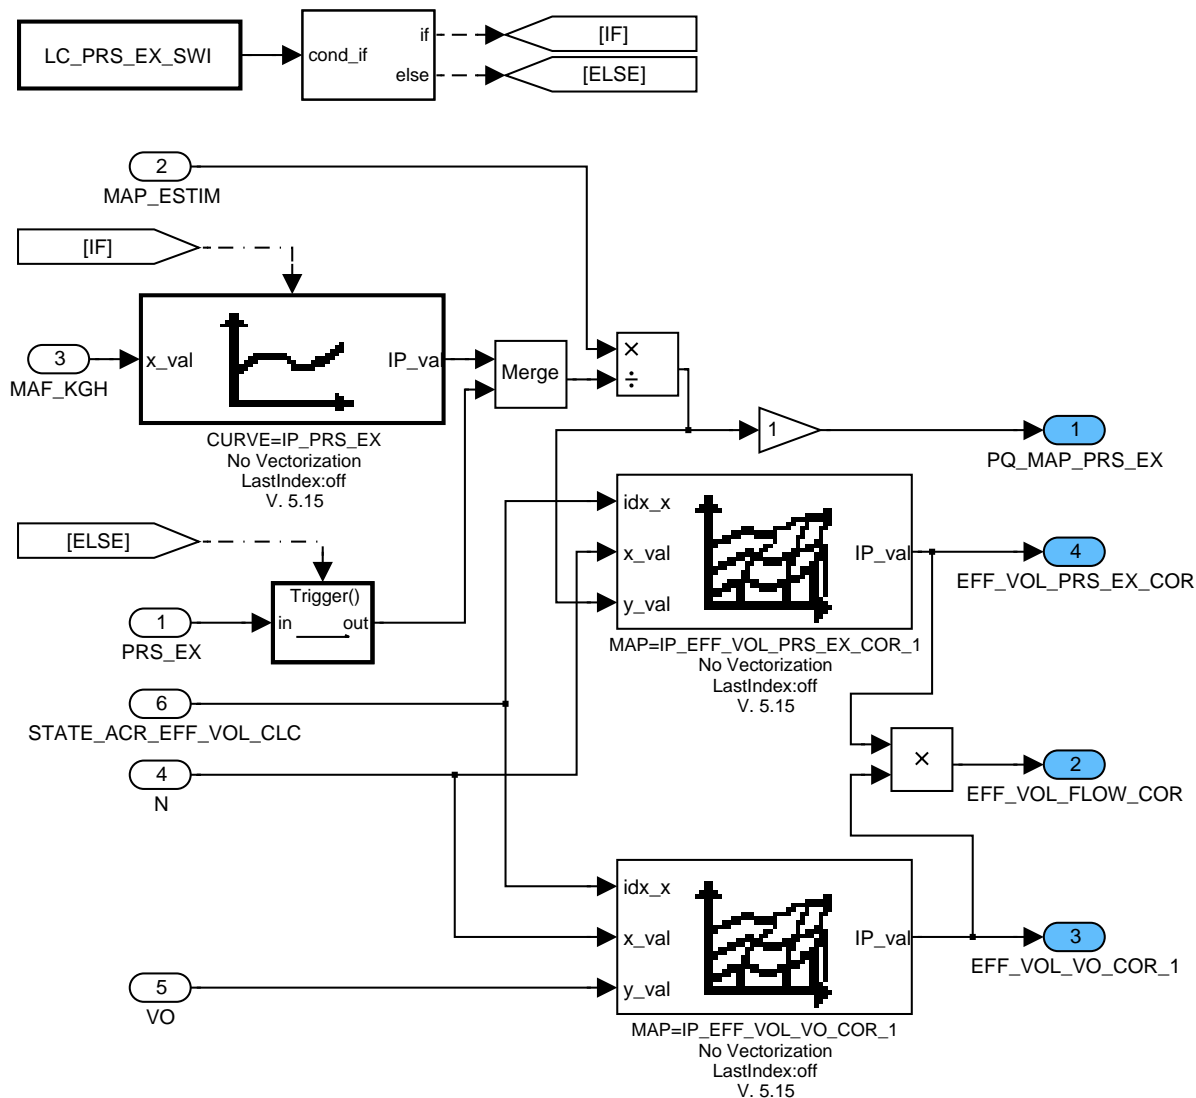 LC_PRS_EX_SWI
cond_if
if
else
[IF]
[ELSE]
2
MAP_ESTIM
[IF]
3
MAF_KGH
x_val
IP_val
CURVE=IP_PRS_EX
No Vectorization
LastIndex:off
V. 5.15
Merge
×
÷
1
1
PQ_MAP_PRS_EX
[ELSE]
Trigger()
in
out
1
PRS_EX
idx_x
x_val
y_val
IP_val
MAP=IP_EFF_VOL_PRS_EX_COR_1
No Vectorization
LastIndex:off
V. 5.15
4
EFF_VOL_PRS_EX_COR
6
STATE_ACR_EFF_VOL_CLC
4
N
×
2
EFF_VOL_FLOW_COR
idx_x
x_val
y_val
IP_val
MAP=IP_EFF_VOL_VO_COR_1
No Vectorization
LastIndex:off
V. 5.15
3
EFF_VOL_VO_COR_1
5
VO